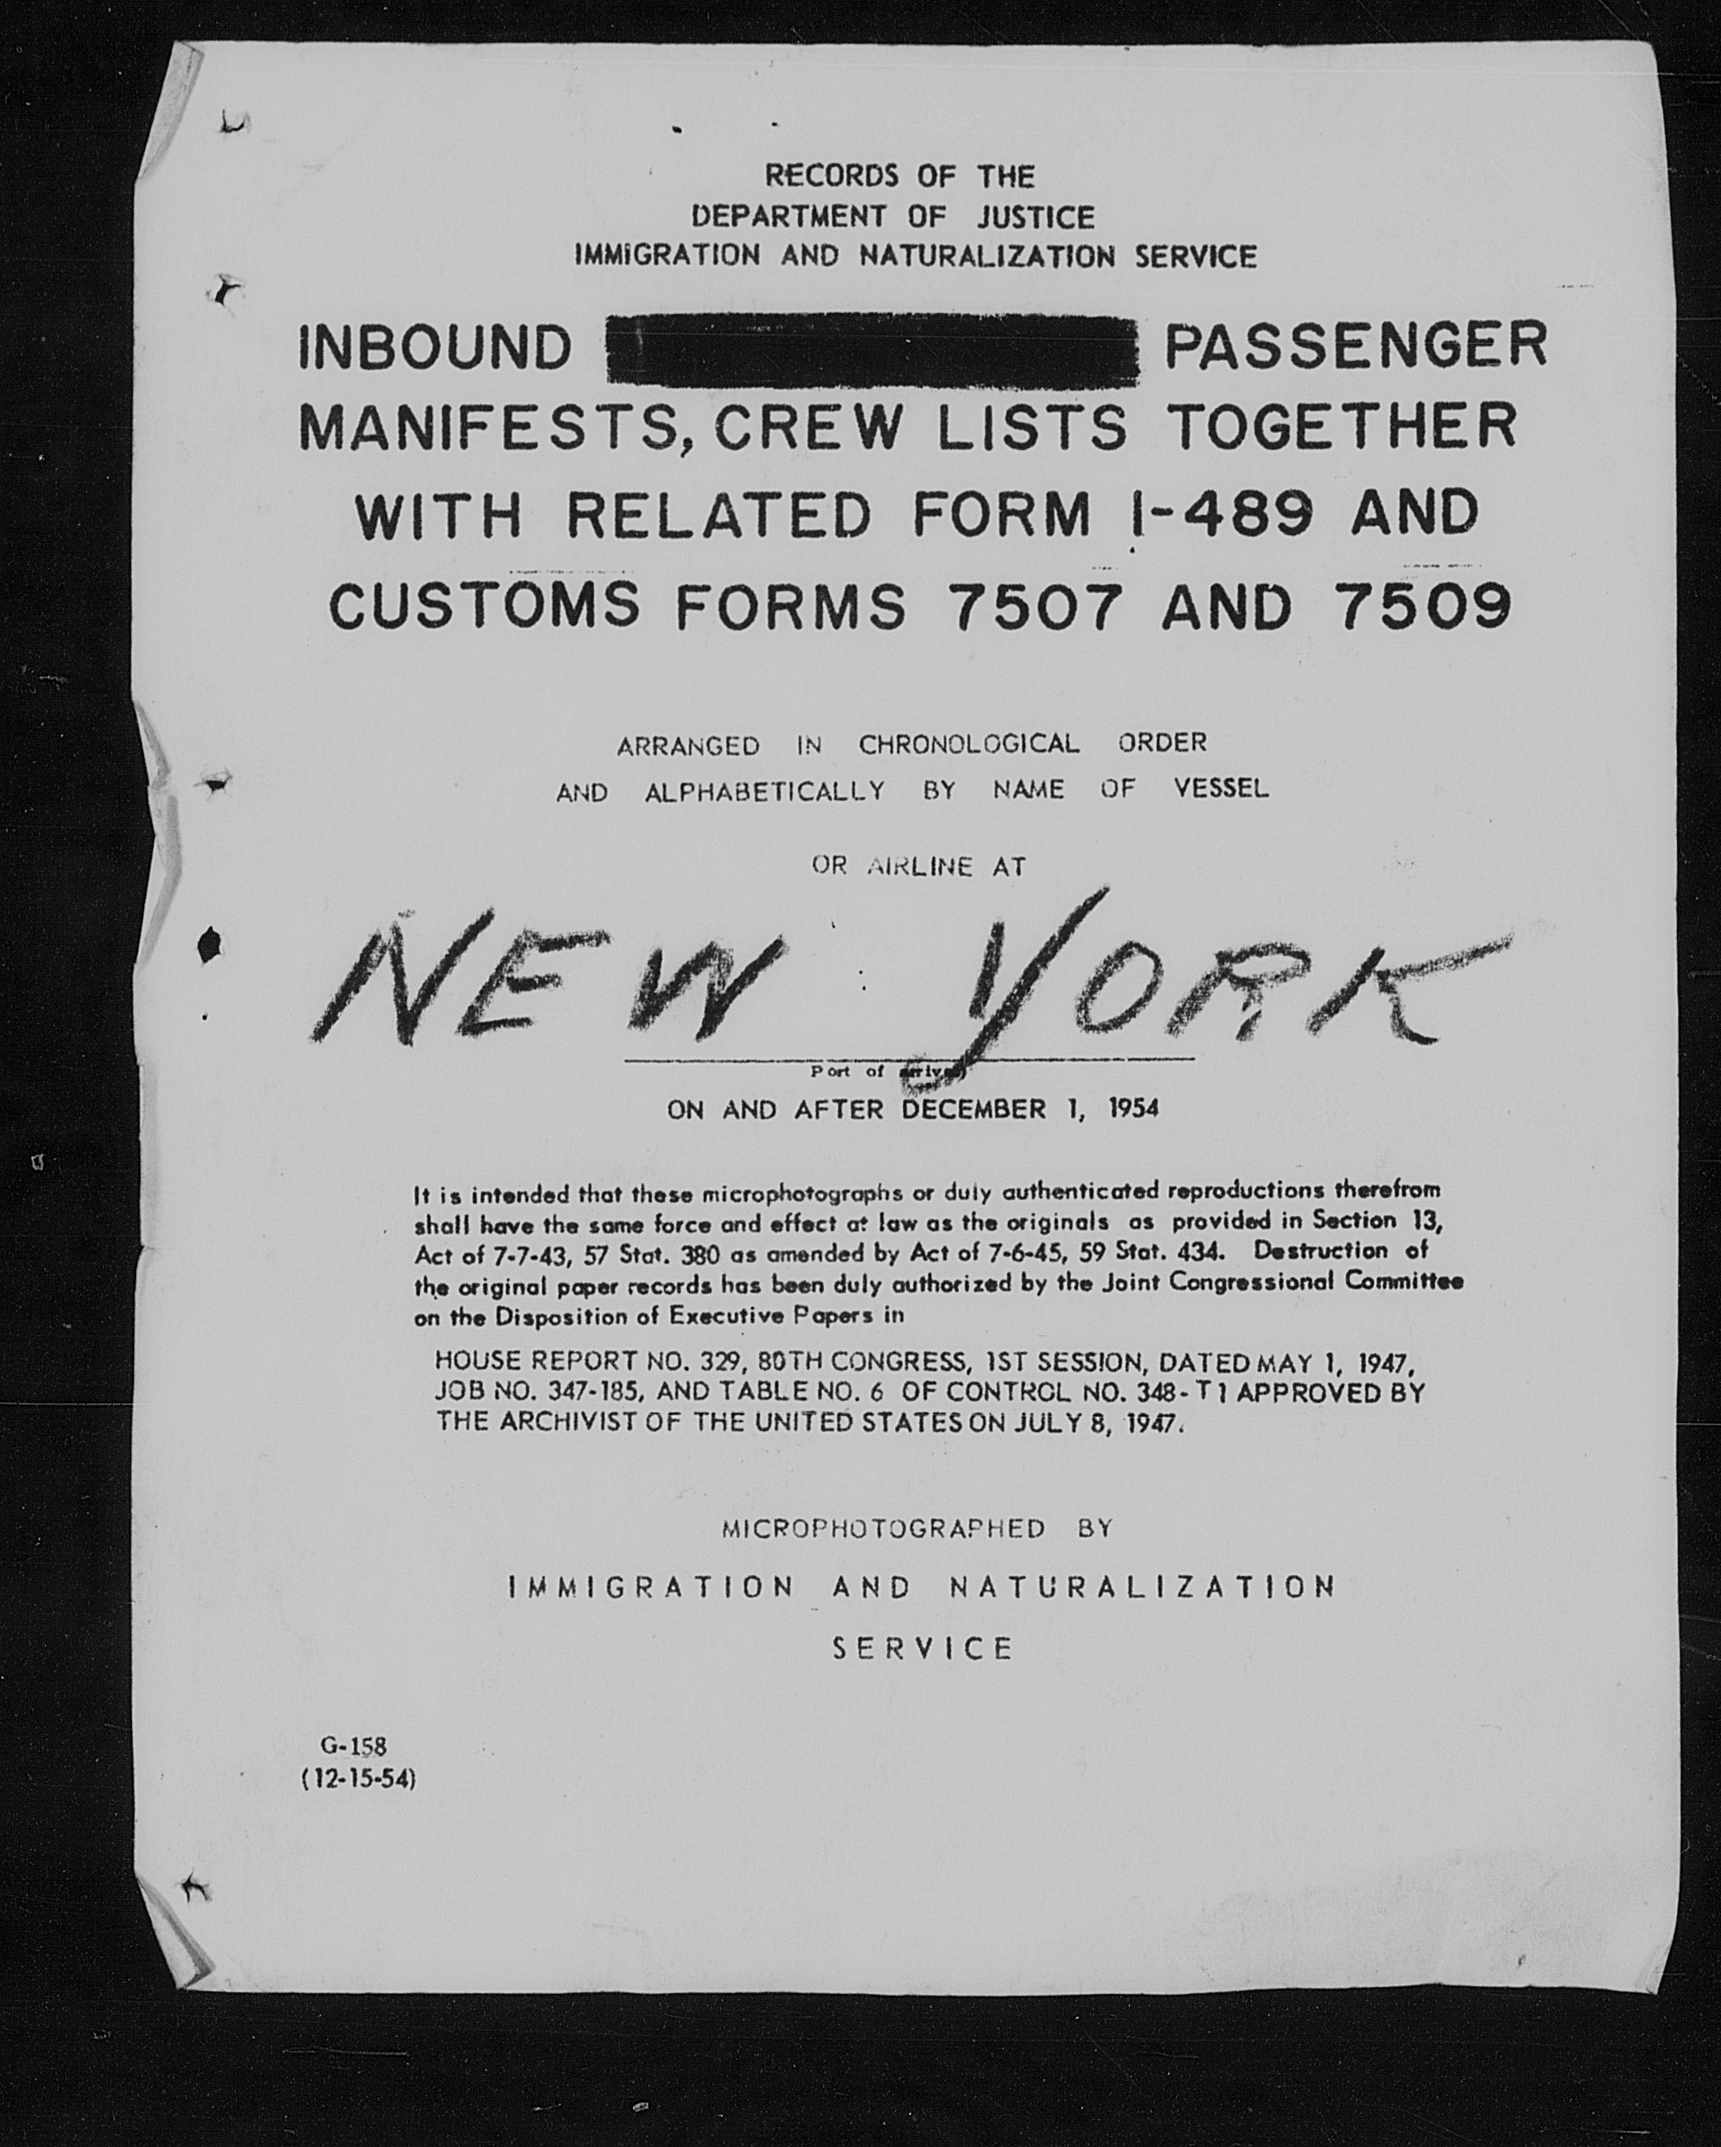 RECORDS OF THE
DEPARTMENT OF JUSTICE
IMMIGRATION AND NATURALIZATION SERVICE
INBOUND PASSENGER
MANIFESTS, CREW LISTS TOGETHER
WITH RELATED FORM I-489 AND
CUSTOMS FORMS 7507 AND 7509
ARRANGED IN CHRONOLOGICAL ORDER
AND ALPHABETICALLY BY NAME OF VESSEL
OR AIRLINE AT
NEW YORK
Port of arrival)
ON AND AFTER DECEMBER 1, 1954
It is intended that these microphotographs or duly authenticated reproductions therefrom
shall have the same force and effect at law as the originals as provided in Section 13,
Act of 7-7-43, 57 Stat. 380 as amended by Act of 7-6-45, 59 Stat. 434. Destruction of
the original paper records has been duly authorized by the Joint Congressional Committee
on the Disposition of Executive Papers in
HOUSE REPORT NO. 329, 80TH CONGRESS, 1ST SESSION, DATED MAY 1, 1947,
JOB NO. 347-185, AND TABLE NO. 6 OF CONTROL NO. 348-T1 APPROVED BY
THE ARCHIVIST OF THE UNITED STATES ON JULY 8, 1947.
MICROPHOTOGRAPHED BY
IMMIGRATION AND NATURALIZATION
SERVICE
G-158
(12-15-54)